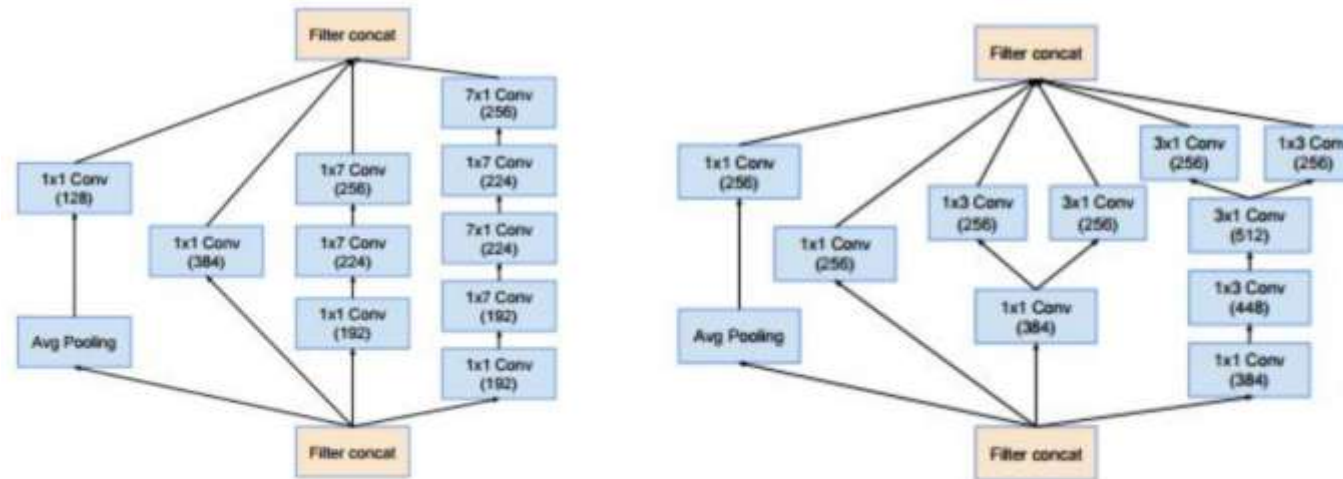 Filter concat
7x1 Conv
(256)
1x1 Conv
(128)
1x7 Conv
(256)
1x7 Conv
(224)
1x1 Conv
(384)
1x7 Conv
(224)
7x1 Conv
(224)
Avg Pooling
1x1 Conv
(192)
1x7 Conv
(192)
1x1 Conv
(192)
Filter concat
Filter concat
1x1 Conv
(256)
3x1 Conv
(256)
1x3 Conv
(256)
1x3 Conv
(256)
3x1 Conv
(256)
3x1 Conv
(512)
1x1 Conv
(256)
Avg Pooling
1x1 Conv
(384)
1x3 Conv
(448)
1x1 Conv
(384)
Filter concat